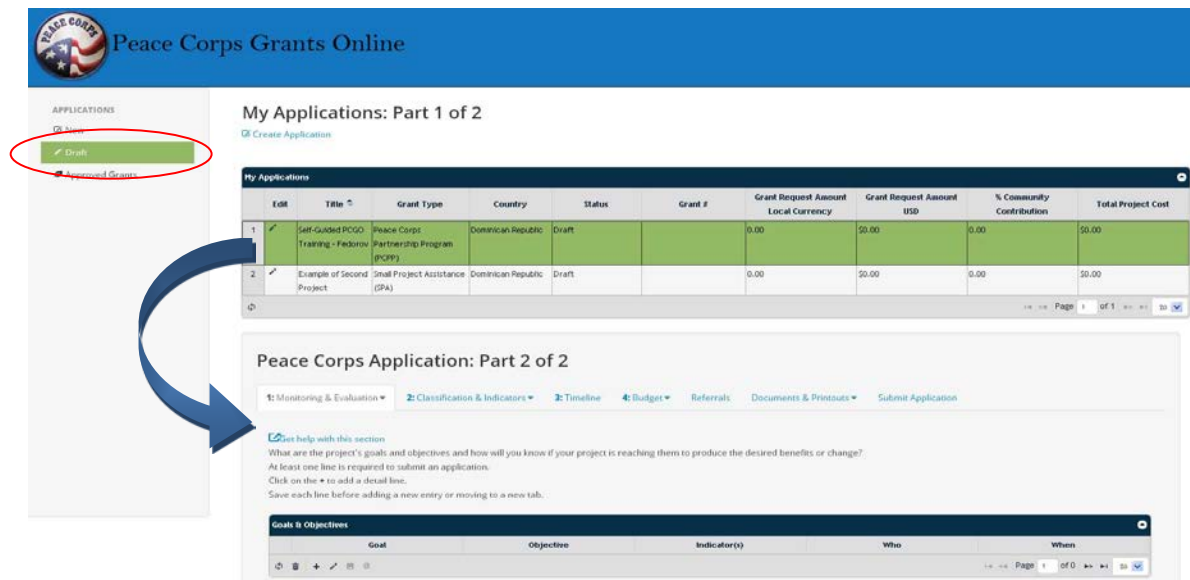 PEACE CORPS
Peace Corps Grants Online
APPLICATIONS
New
Draft
Approved Grants
My Applications: Part 1 of 2
Create Application
My Applications
Edit Title Grant Type Country Status Grant # Grant Request Amount Local Currency Grant Request Amount USD % Community Contribution Total Project Cost
1 Self-Guided PCGO Training - Fedorov Peace Corps Partnership Program (PCPP) Dominican Republic Draft 0.00 $0.00 0.00 $0.00
2 Example of Second Project Small Project Assistance (SPA) Dominican Republic Draft 0.00 $0.00 0.00 $0.00
Page 1 of 1 20
Peace Corps Application: Part 2 of 2
1: Monitoring & Evaluation 2: Classification & Indicators 3: Timeline 4: Budget Referrals Documents & Printouts Submit Application
Get help with this section
What are the project's goals and objectives and how will you know if your project is reaching them to produce the desired benefits or change?
At least one line is required to submit an application.
Click on the + to add a detail line.
Save each line before adding a new entry or moving to a new tab.
Goals & Objectives
Goal Objective Indicator(s) Who When
Page 1 of 0